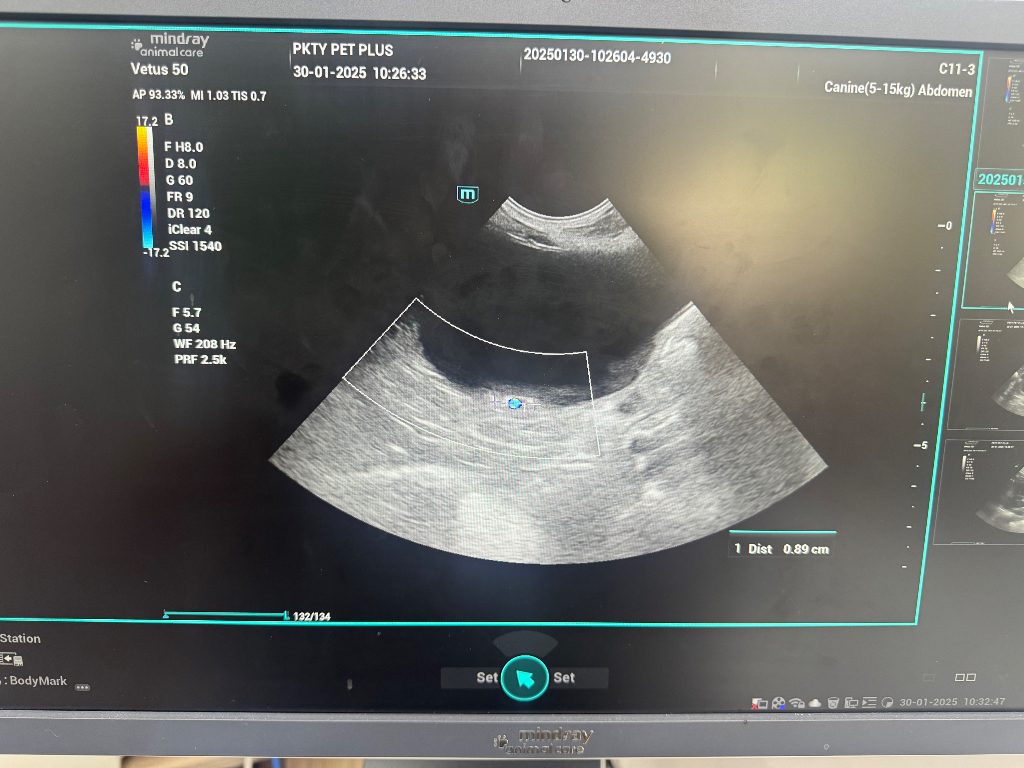 mindray
animal care
Vetus 50
PKTY PET PLUS
30-01-2025 10:26:33
20250130-102604-4930
C11-3
Canine(5-15kg) Abdomen
AP 93.33% MI 1.03 TIS 0.7
17.2
B
F H8.0
D 8.0
G 60
FR 9
DR 120
iClear 4
SSI 1540
-17.2
C
F 5.7
G 54
WF 208 Hz
PRF 2.5k
m
0
5
202501
1 Dist 0.89 cm
132/134
Station
: BodyMark
Set
Set
30-01-2025 10:32:47
mindray
animal care